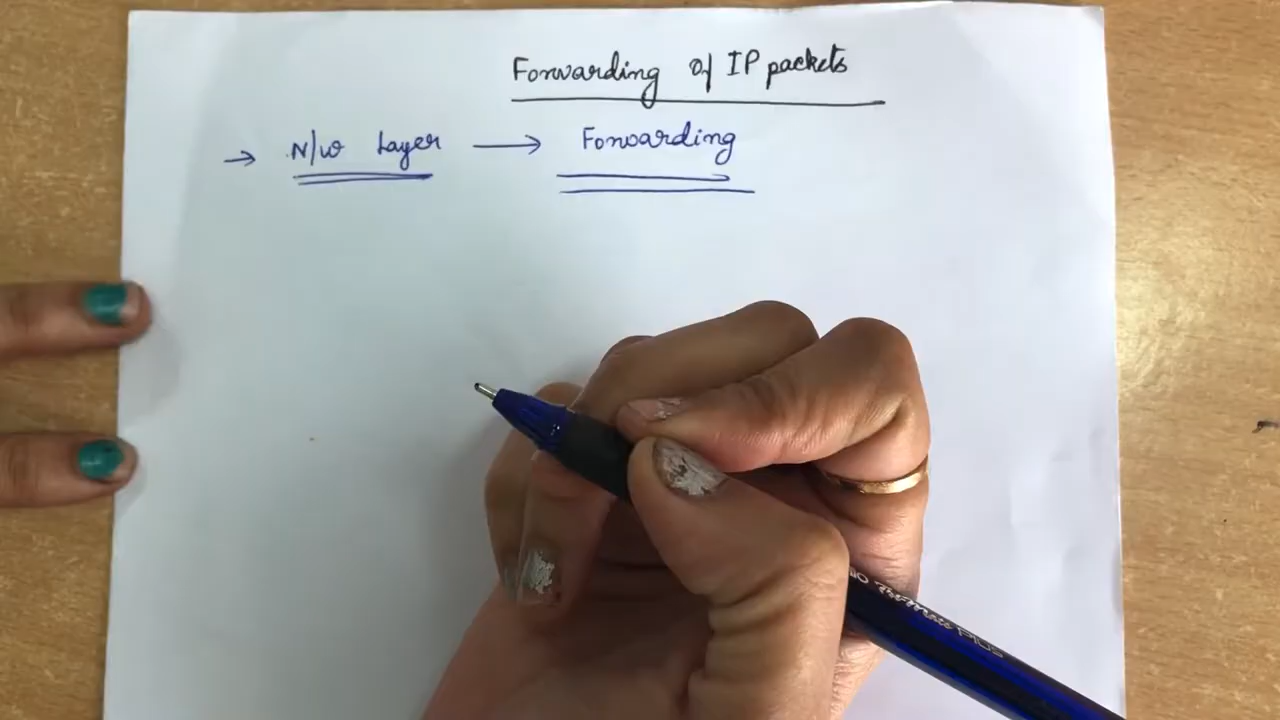 Forwarding of IP packets
→ N/w Layer → Forwarding